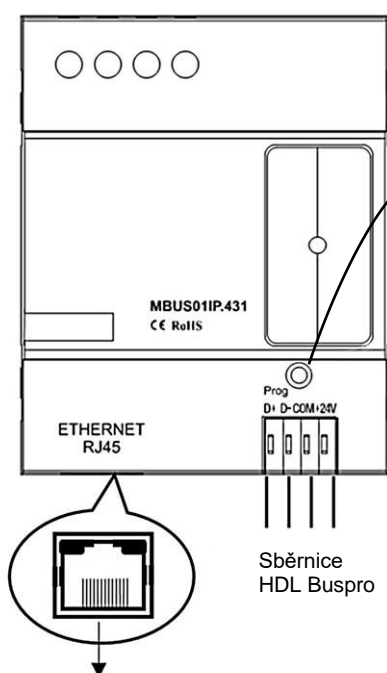 MBUS01IP.431
CE RoHS
Prog
D+ D- COM +24V
ETHERNET
RJ45
Sběrnice
HDL Buspro